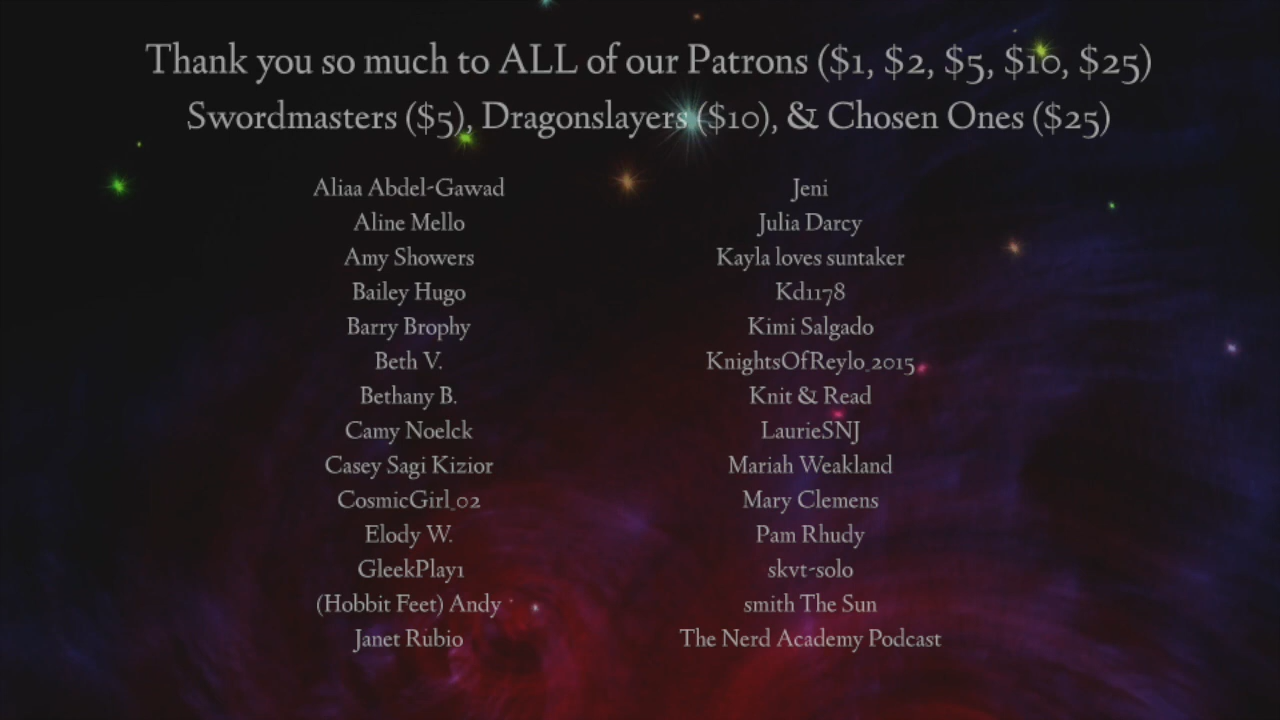 Thank you so much to ALL of our Patrons ($1, $2, $5, $10, $25)
Swordmasters ($5), Dragonslayers ($10), & Chosen Ones ($25)
Aliaa Abdel-Gawad
Aline Mello
Amy Showers
Bailey Hugo
Barry Brophy
Beth V.
Bethany B.
Camy Noelck
Casey Sagi Kizior
CosmicGirl_02
Elody W.
GleekPlay1
(Hobbit Feet) Andy
Janet Rubio
Jeni
Julia Darcy
Kayla loves suntaker
Kd1178
Kimi Salgado
KnightsOfReylo_2015
Knit & Read
LaurieSNJ
Mariah Weakland
Mary Clemens
Pam Rhudy
skvt-solo
smith The Sun
The Nerd Academy Podcast